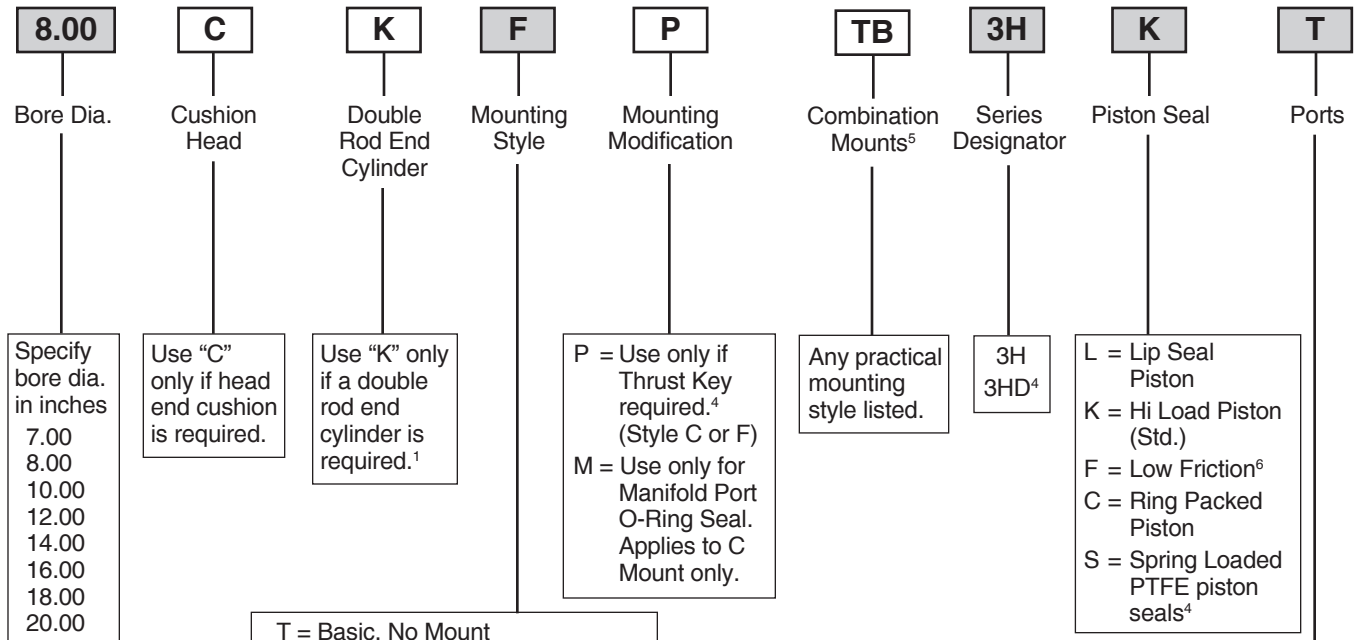 8.00 C K F P TB 3H K T
Bore Dia.
Cushion
Head
Double
Rod End
Cylinder
Mounting
Style
Mounting
Modification
Combination
Mounts⁵
Series
Designator
Piston Seal
Ports
Specify
bore dia.
in inches
7.00
8.00
10.00
12.00
14.00
16.00
18.00
20.00
Use “C”
only if head
end cushion
is required.
Use “K” only
if a double
rod end
cylinder is
required.¹
P = Use only if
Thrust Key
required.⁴
(Style C or F)
M = Use only for
Manifold Port
O-Ring Seal.
Applies to C
Mount only.
Any practical
mounting
style listed.
3H
3HD⁴
L = Lip Seal
Piston
K = Hi Load Piston
(Std.)
F = Low Friction⁶
C = Ring Packed
Piston
S = Spring Loaded
PTFE piston
seals⁴
T = Basic. No Mount